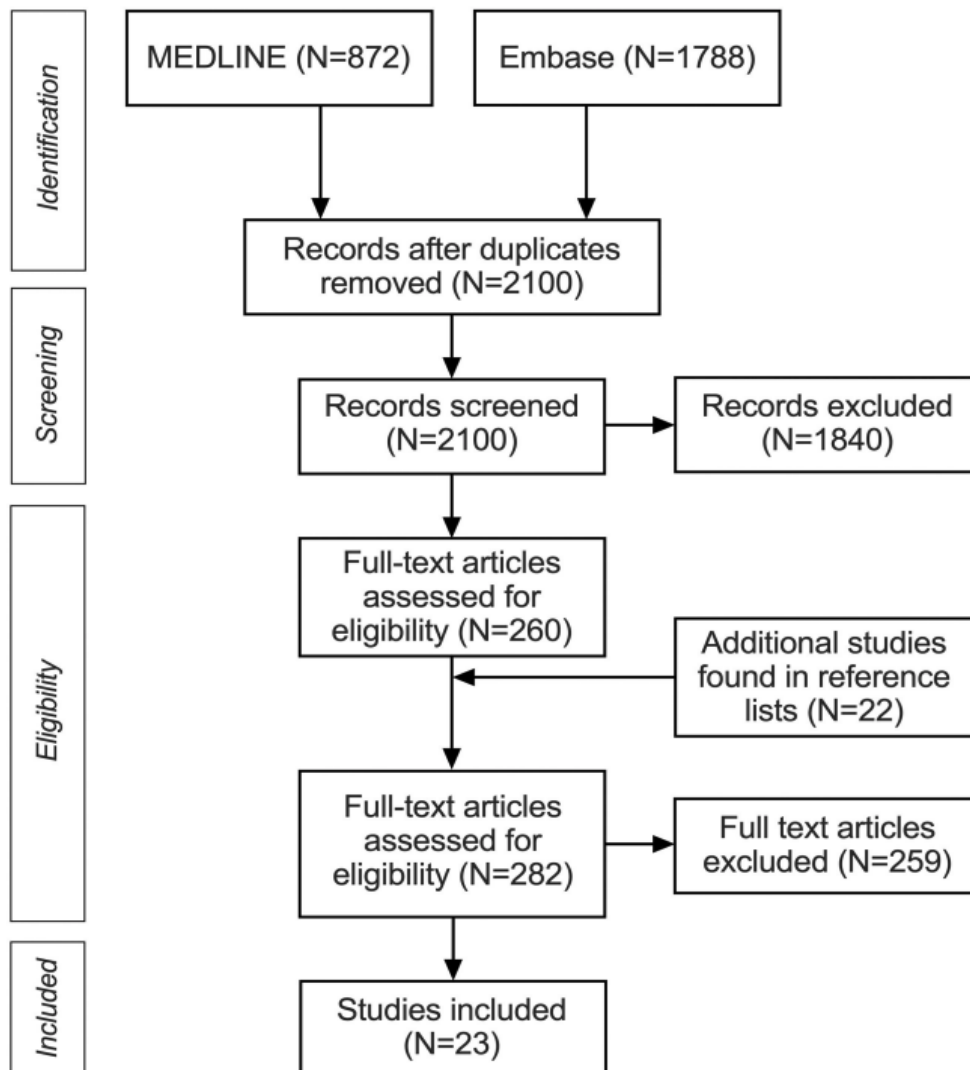 Identification
MEDLINE (N=872)
Embase (N=1788)
Records after duplicates
removed (N=2100)
Screening
Records screened
(N=2100)
Records excluded
(N=1840)
Eligibility
Full-text articles
assessed for
eligibility (N=260)
Additional studies
found in reference
lists (N=22)
Full-text articles
assessed for
eligibility (N=282)
Full text articles
excluded (N=259)
Included
Studies included
(N=23)